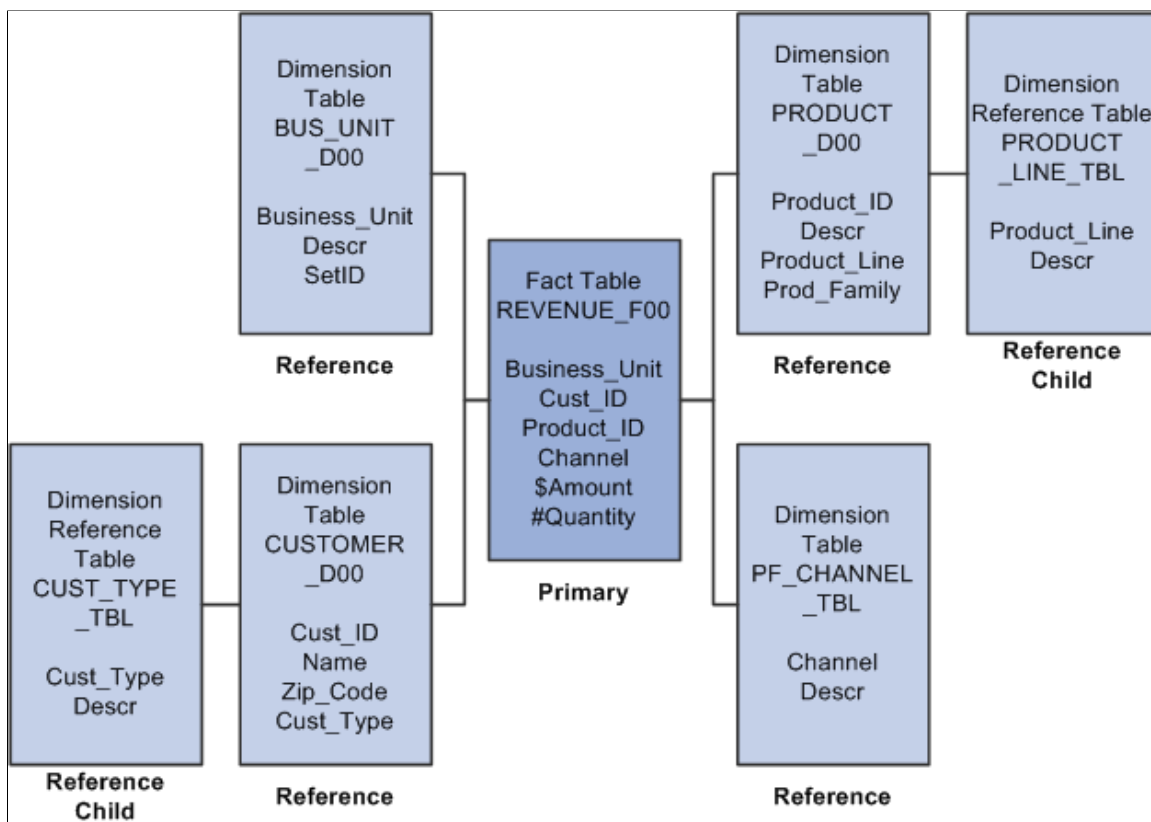 Dimension
Table
BUS_UNIT
_D00
Business_Unit
Descr
SetID
Reference
Dimension
Table
PRODUCT
_D00
Product_ID
Descr
Product_Line
Prod_Family
Reference
Dimension
Reference Table
PRODUCT
_LINE_TBL
Product_Line
Descr
Reference
Child
Fact Table
REVENUE_F00
Business_Unit
Cust_ID
Product_ID
Channel
$Amount
#Quantity
Primary
Dimension
Reference
Table
CUST_TYPE
_TBL
Cust_Type
Descr
Reference
Child
Dimension
Table
CUSTOMER
_D00
Cust_ID
Name
Zip_Code
Cust_Type
Reference
Dimension
Table
PF_CHANNEL
_TBL
Channel
Descr
Reference